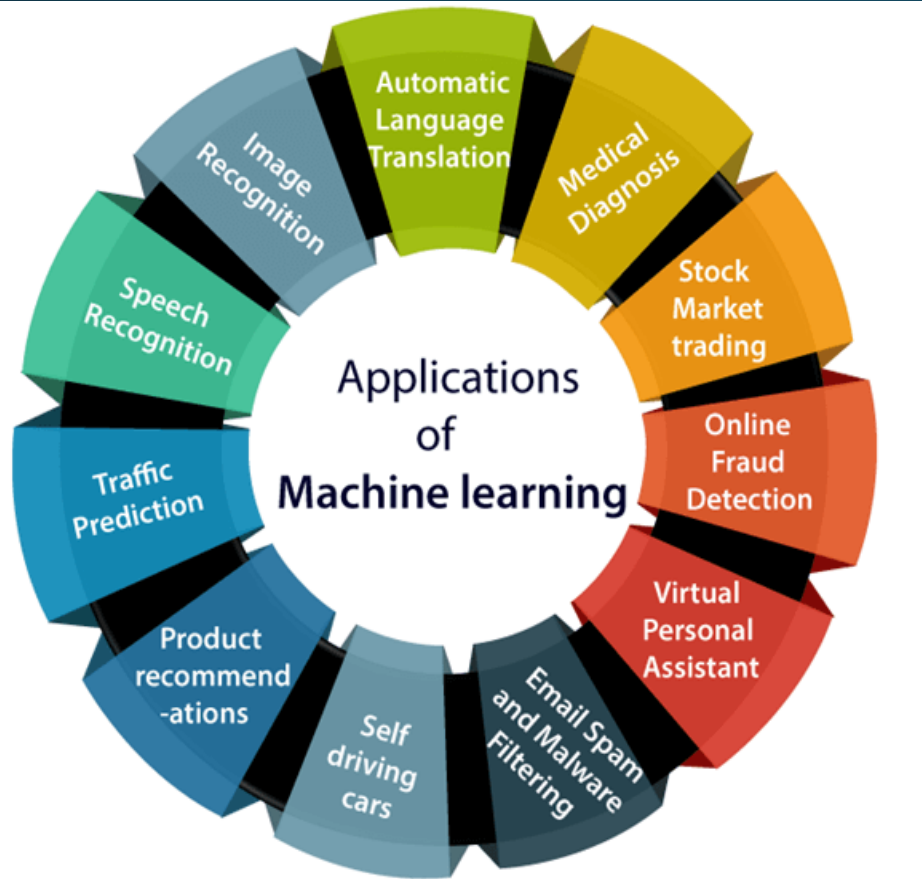 Automatic
Language
Translation
Medical
Diagnosis
Stock
Market
trading
Online
Fraud
Detection
Virtual
Personal
Assistant
Email Spam
and Malware
Filtering
Self
driving
cars
Product
recommend
-ations
Traffic
Prediction
Speech
Recognition
Image
Recognition
Applications
of
Machine learning